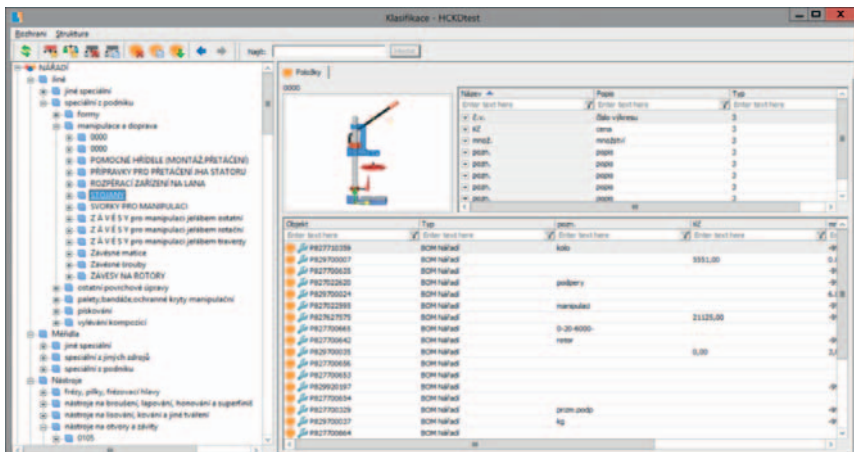 Klasifikace - HCKDtest
Rozhraní Struktura
Najít: Hledat
NÁŘADÍ
Jiné
jiné speciální
speciální z podniku
formy
manipulace a doprava
0000
0000
POMOCNÉ HŘÍDELE (MONTÁŽ,PŘETÁČENÍ)
PŘÍPRAVKY PRO PŘETÁČENÍ JHA STATORU
ROZPĚRACÍ ZAŘÍZENÍ NA LANA
STOJANY
SVORKY PRO MANIPULACI
Z Á V Ě S Y pro manipulaci jeřábem ostatní
Z Á V Ě S Y pro manipulaci jeřábem rotační
Z Á V Ě S Y pro manipulaci jeřábem traverzy
Závěsné matice
Závěsné šrouby
ZÁVĚSY NA ROTORY
ostatní povrchové úpravy
palety,bandáže,ochranné kryty manipulační
pískování
vylévání kompozicí
Měřidla
jiné speciální
speciální z jiných zdrojů
speciální z podniku
Nástroje
frézy, pilky, frézovací hlavy
nástroje na broušení, lapování, honování a superfiniš
nástroje na lisování, kování a jiné tváření
nástroje na otvory a závity
0105
Položky
0000
Název Popis Typ
Enter text here Enter text here Enter text here
č.v. číslo výkresu 3
Kč cena 3
množ. množství 3
pozn. popis 3
pozn. popis 3
pozn. popis 3
pozn. popis 3
Objekt Typ pozn. Kč
Enter text here Enter text here Enter text here Enter text here
P827710359 BOM Nářadí kolo
P829700007 BOM Nářadí 5551,00
P827700635 BOM Nářadí
P827022620 BOM Nářadí podpery
P829700024 BOM Nářadí
P827022595 BOM Nářadí manipulaci
P827627575 BOM Nářadí 21125,00
P827700665 BOM Nářadí 0-20-6000-
P827700642 BOM Nářadí rotor
P829700035 BOM Nářadí 0,00
P827700656 BOM Nářadí
P827700653 BOM Nářadí
P829920197 BOM Nářadí
P827700654 BOM Nářadí
P827700329 BOM Nářadí prozm.podp
P829700037 BOM Nářadí kg
P827700664 BOM Nářadí